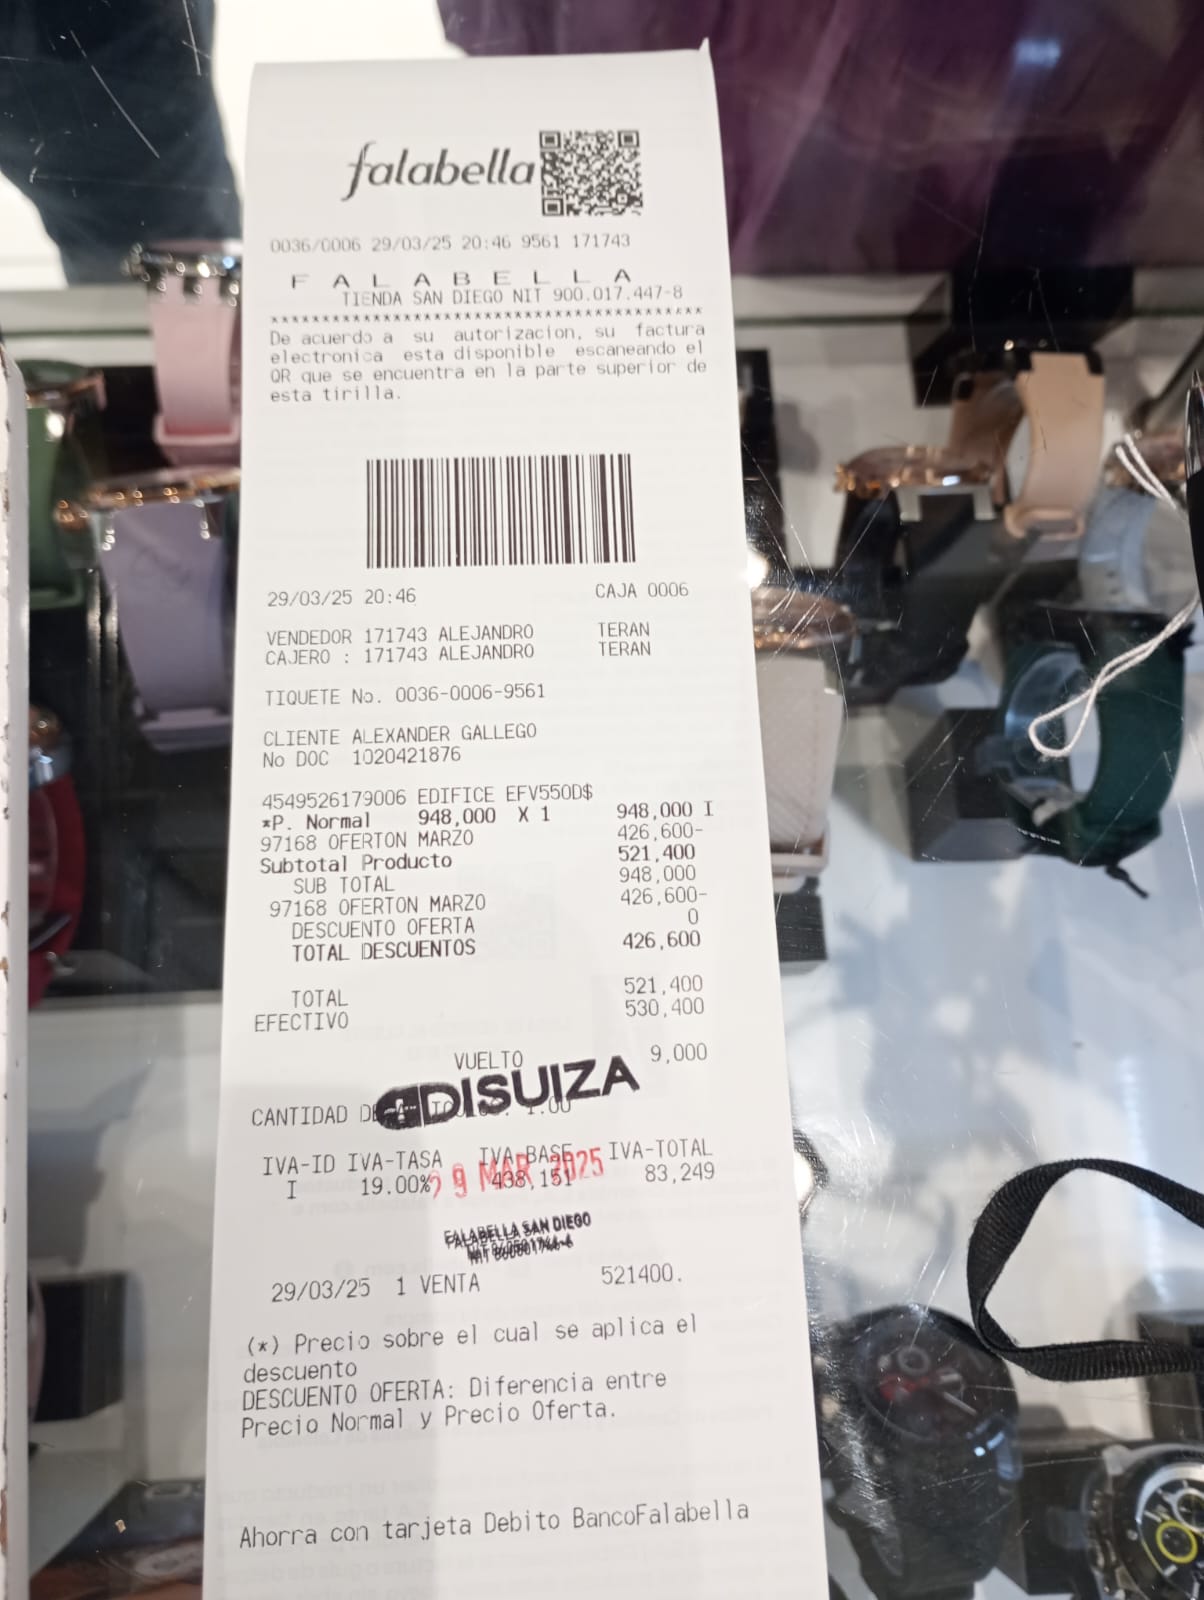 falabella
0036/0006 29/03/25 20:46 9561 171743
F A L A B E L L A
TIENDA SAN DIEGO NIT 900.017.447-8
****************************************
De acuerdo a su autorizacion, su factura
electronica esta disponible escaneando el
QR que se encuentra en la parte superior de
esta tirilla.
29/03/25 20:46 CAJA 0006
VENDEDOR 171743 ALEJANDRO TERAN
CAJERO : 171743 ALEJANDRO TERAN
TIQUETE No. 0036-0006-9561
CLIENTE ALEXANDER GALLEGO
No DOC 1020421876
4549526179006 EDIFICE EFV550D$
*P. Normal 948,000 X 1 948,000 I
97168 OFERTON MARZO 426,600-
Subtotal Producto 521,400
SUB TOTAL 948,000
97168 OFERTON MARZO 426,600-
DESCUENTO OFERTA 0
TOTAL DESCUENTOS 426,600
TOTAL 521,400
EFECTIVO 530,400
VUELTO 9,000
DISUIZA
CANTIDAD 1.00
IVA-ID IVA-TASA IVA-BASE IVA-TOTAL
I 19.00% 438,151 83,249
29 MAR 2025
FALABELLA SAN DIEGO
29/03/25 1 VENTA 521400.
(*) Precio sobre el cual se aplica el
descuento
DESCUENTO OFERTA: Diferencia entre
Precio Normal y Precio Oferta.
Ahorra con tarjeta Debito BancoFalabella